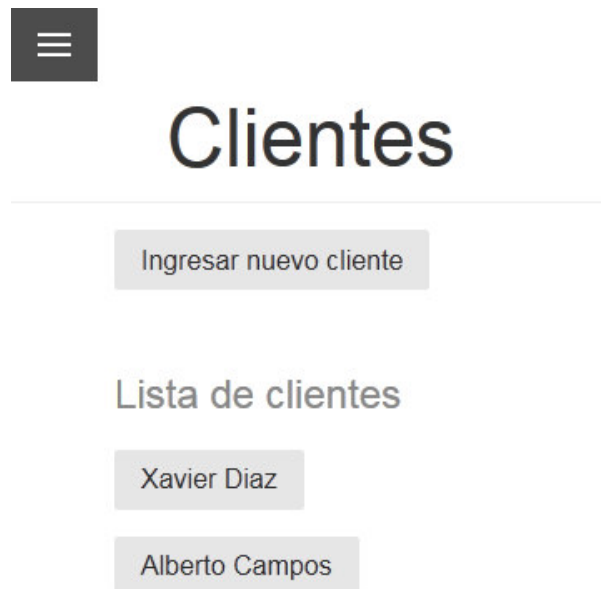 Clientes
Ingresar nuevo cliente
Lista de clientes
Xavier Diaz
Alberto Campos